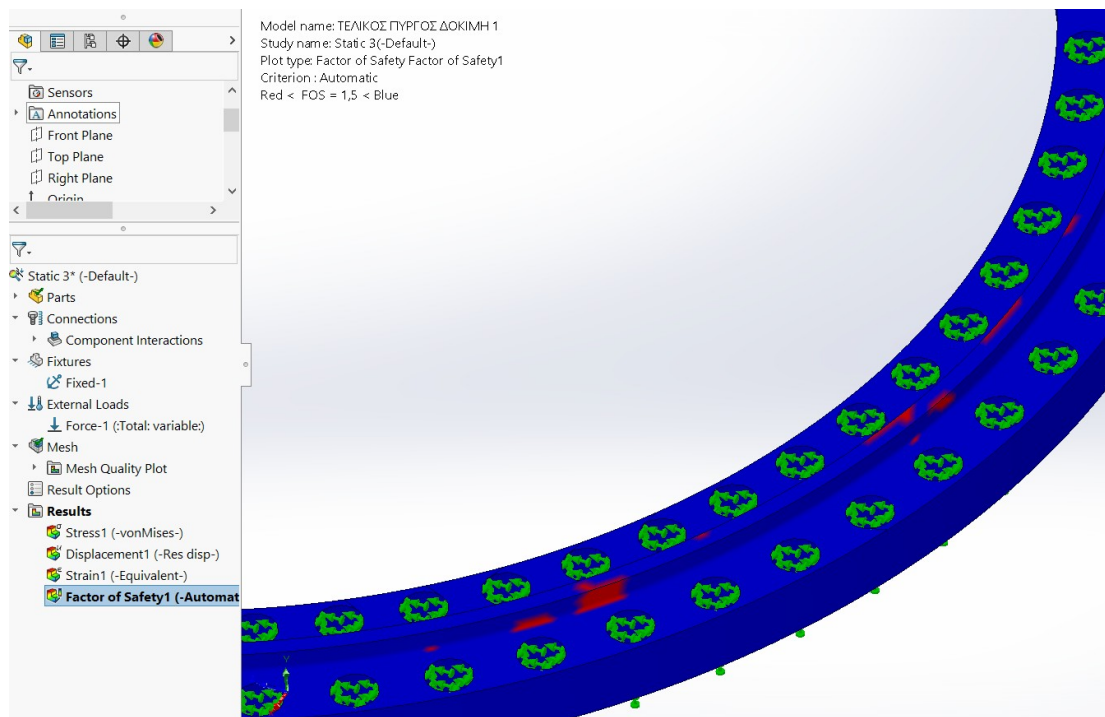 Model name: ΤΕΛΙΚΟΣ ΠΥΡΓΟΣ ΔΟΚΙΜΗ 1
Study name: Static 3(-Default-)
Plot type: Factor of Safety Factor of Safety1
Criterion : Automatic
Red < FOS = 1,5 < Blue
Sensors
Annotations
Front Plane
Top Plane
Right Plane
Origin
Static 3* (-Default-)
Parts
Connections
Component Interactions
Fixtures
Fixed-1
External Loads
Force-1 (:Total: variable:)
Mesh
Mesh Quality Plot
Result Options
Results
Stress1 (-vonMises-)
Displacement1 (-Res disp-)
Strain1 (-Equivalent-)
Factor of Safety1 (-Automat
Y